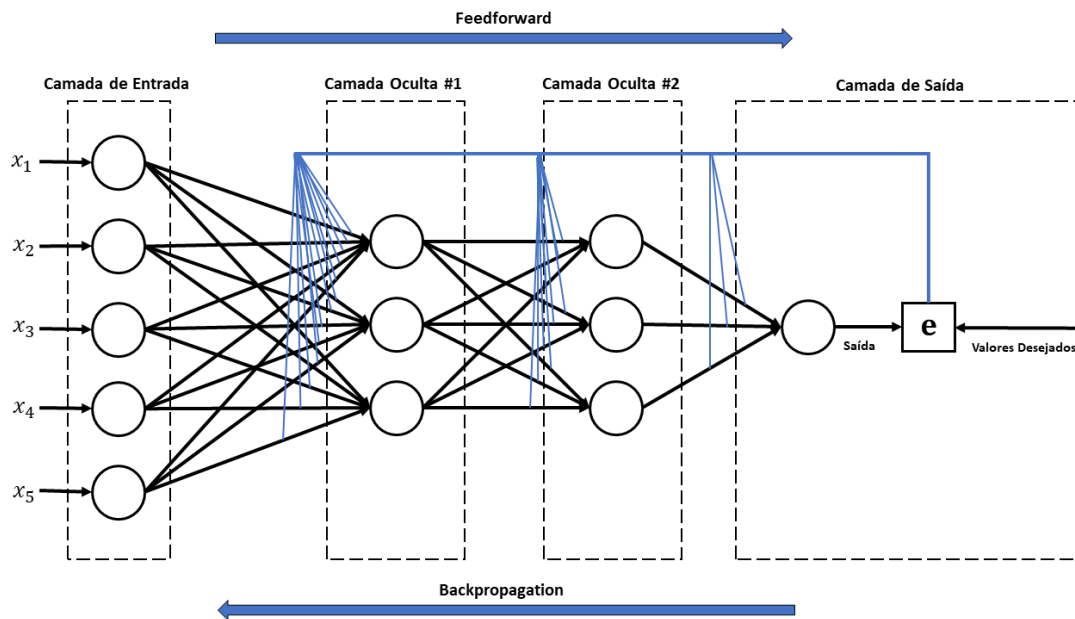 Feedforward
Camada de Entrada
Camada Oculta #1
Camada Oculta #2
Camada de Saída
x₁
x₂
x₃
x₄
x₅
e
Saída
Valores Desejados
Backpropagation